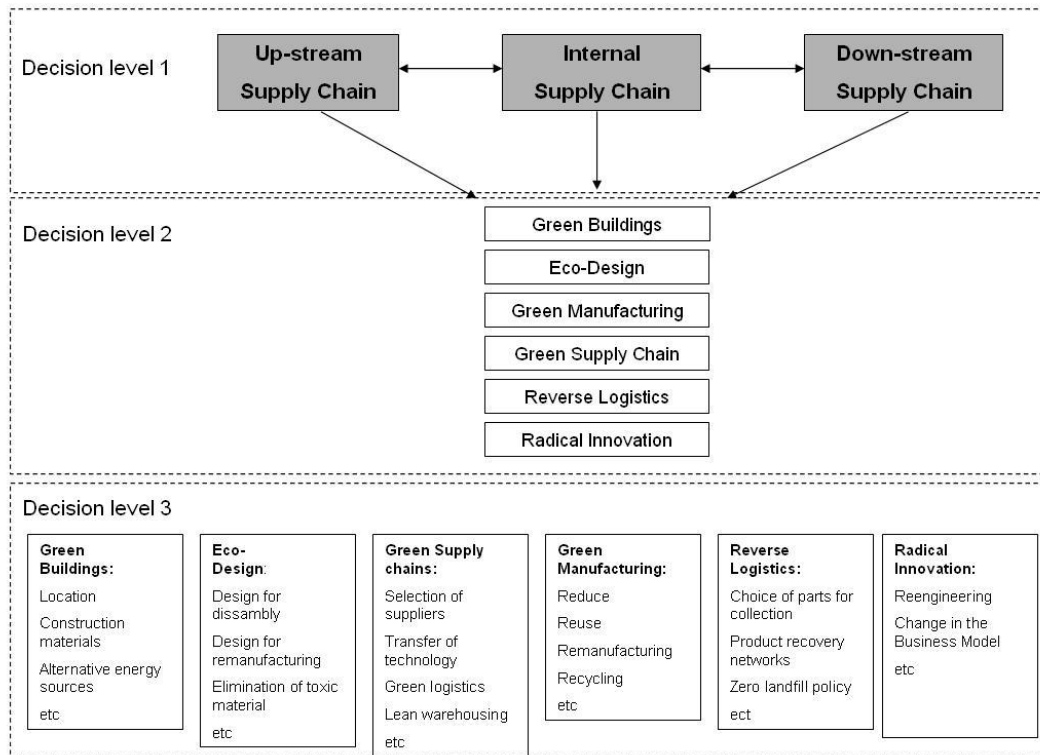 Decision level 1
Up-stream
Supply Chain
Internal
Supply Chain
Down-stream
Supply Chain
Decision level 2
Green Buildings
Eco-Design
Green Manufacturing
Green Supply Chain
Reverse Logistics
Radical Innovation
Decision level 3
Green
Buildings:
Location
Construction
materials
Alternative energy
sources
etc
Eco-
Design:
Design for
dissambly
Design for
remanufacturing
Elimination of toxic
material
etc
Green Supply
chains:
Selection of
suppliers
Transfer of
technology
Green logistics
Lean warehousing
etc
Green
Manufacturing:
Reduce
Reuse
Remanufacturing
Recycling
etc
Reverse
Logistics:
Choice of parts for
collection
Product recovery
networks
Zero landfill policy
ect
Radical
Innovation:
Reengineering
Change in the
Business Model
etc